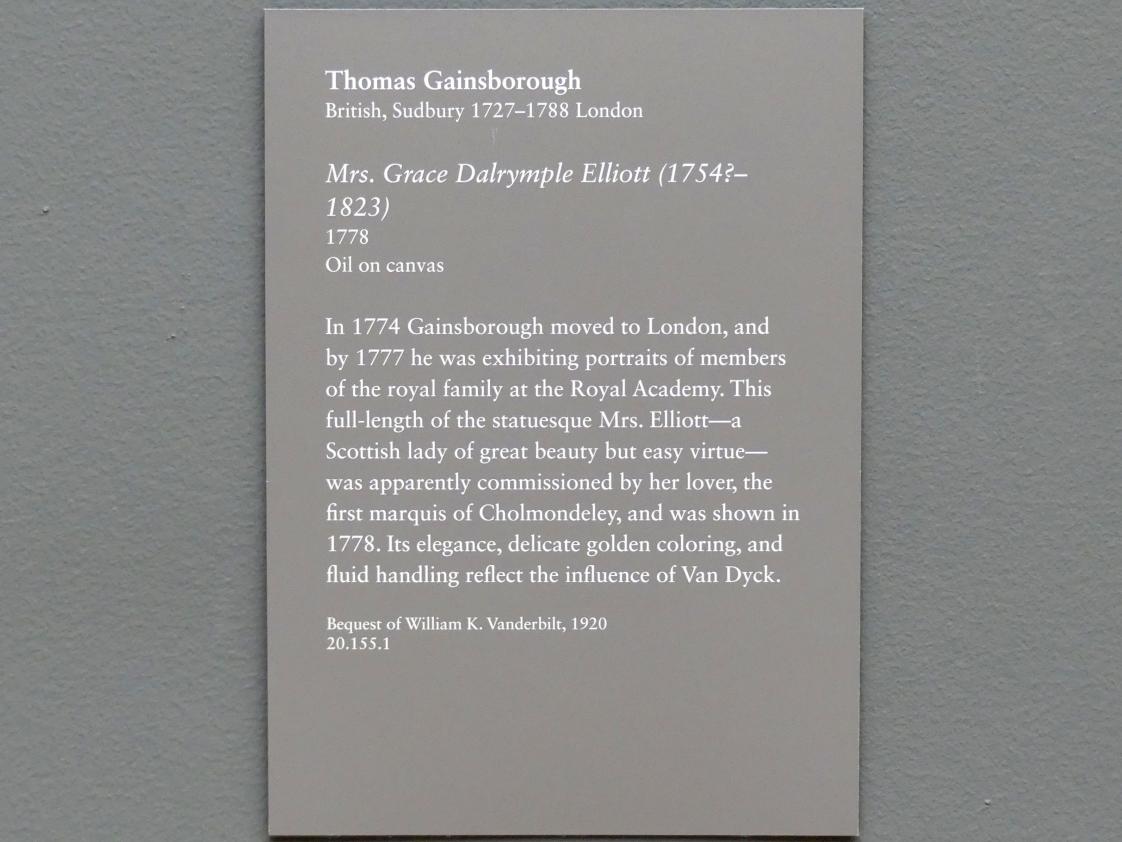 Thomas Gainsborough
British, Sudbury 1727–1788 London
Mrs. Grace Dalrymple Elliott (1754?–
1823)
1778
Oil on canvas
In 1774 Gainsborough moved to London, and
by 1777 he was exhibiting portraits of members
of the royal family at the Royal Academy. This
full-length of the statuesque Mrs. Elliott—a
Scottish lady of great beauty but easy virtue—
was apparently commissioned by her lover, the
first marquis of Cholmondeley, and was shown in
1778. Its elegance, delicate golden coloring, and
fluid handling reflect the influence of Van Dyck.
Bequest of William K. Vanderbilt, 1920
20.155.1